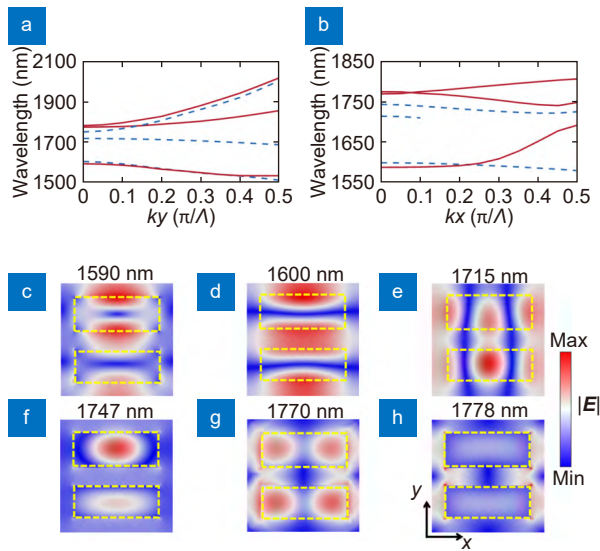 a
b
Wavelength (nm)
2100
1900
1700
1500
0 0.1 0.2 0.3 0.4 0.5
ky (π/Λ)
Wavelength (nm)
1850
1750
1650
1550
0 0.1 0.2 0.3 0.4 0.5
kx (π/Λ)
c 1590 nm
d 1600 nm
e 1715 nm
f 1747 nm
g 1770 nm
h 1778 nm
y
x
Max
|E|
Min